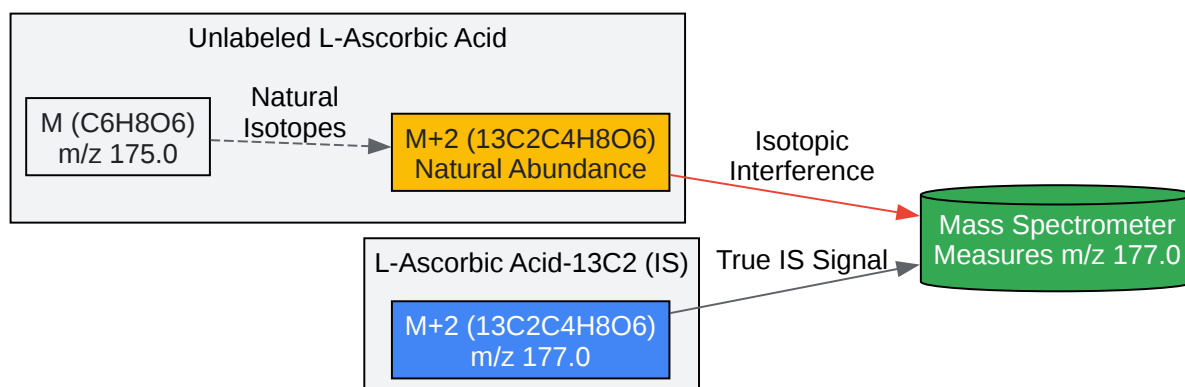 Unlabeled L-Ascorbic Acid
M (C6H8O6)
m/z 175.0
Natural
Isotopes
M+2 (13C2C4H8O6)
Natural Abundance
Isotopic
Interference
Mass Spectrometer
Measures m/z 177.0
L-Ascorbic Acid-13C2 (IS)
True IS Signal
M+2 (13C2C4H8O6)
m/z 177.0